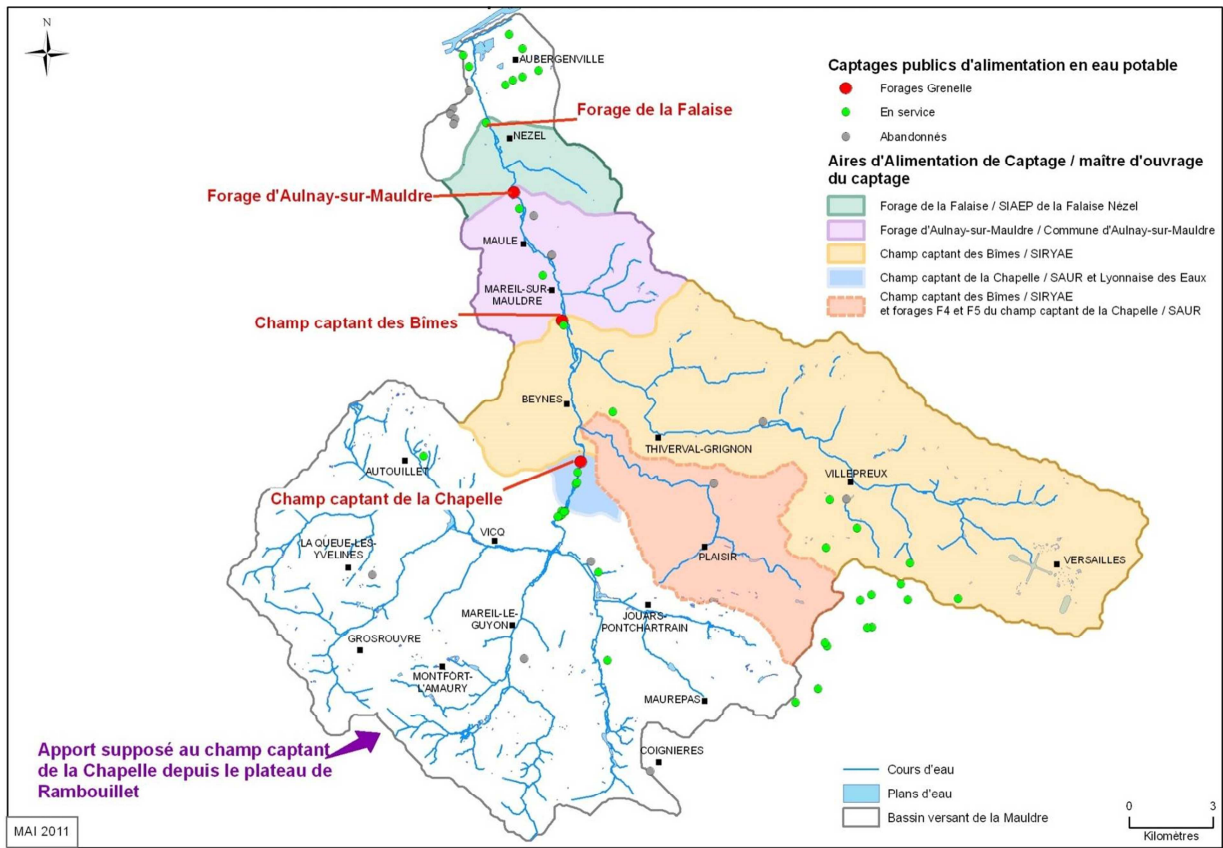 N
AUBERGENVILLE
Forage de la Falaise
NEZEL
Forage d'Aulnay-sur-Mauldre
MAULE
MAREIL-SUR-
MAULDRE
Champ captant des Bîmes
BEYNES
THIVERVAL-GRIGNON
AUTOUILLET
Champ captant de la Chapelle
VILLEPREUX
VICQ
LA QUEUE-LES-
YVELINES
PLAISIR
VERSAILLES
MAREIL-LE-
GUYON
JOUARS-
PONTCHARTRAIN
GROSROUVRE
MONTFORT-
L'AMAURY
MAUREPAS
COIGNIERES
Apport supposé au champ captant
de la Chapelle depuis le plateau de
Rambouillet
MAI 2011
Captages publics d'alimentation en eau potable
Forages Grenelle
En service
Abandonnés
Aires d'Alimentation de Captage / maître d'ouvrage
du captage
Forage de la Falaise / SIAEP de la Falaise Nézel
Forage d'Aulnay-sur-Mauldre / Commune d'Aulnay-sur-Mauldre
Champ captant des Bîmes / SIRYAE
Champ captant de la Chapelle / SAUR et Lyonnaise des Eaux
Champ captant des Bîmes / SIRYAE
et forages F4 et F5 du champ captant de la Chapelle / SAUR
Cours d'eau
Plans d'eau
Bassin versant de la Mauldre
0 3
Kilomètres